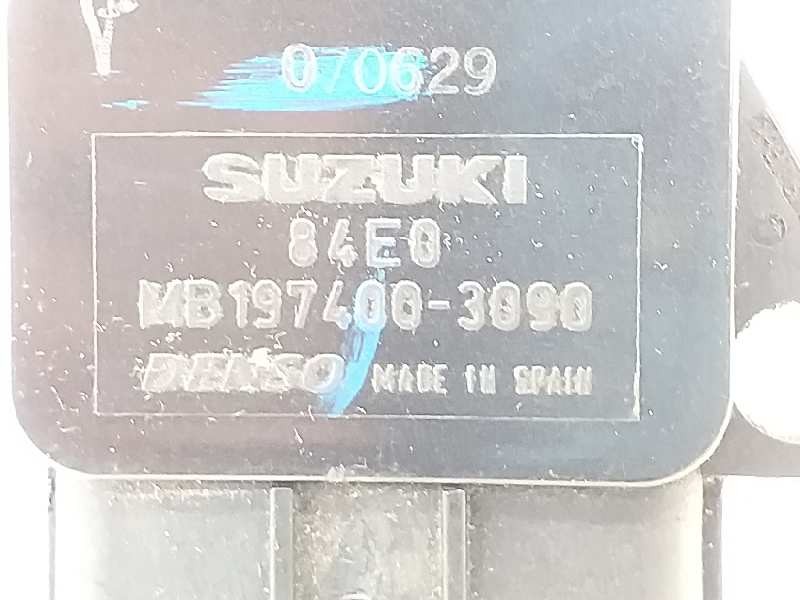 070629
SUZUKI
84E0
MB197400-3090
DENSO MADE IN SPAIN